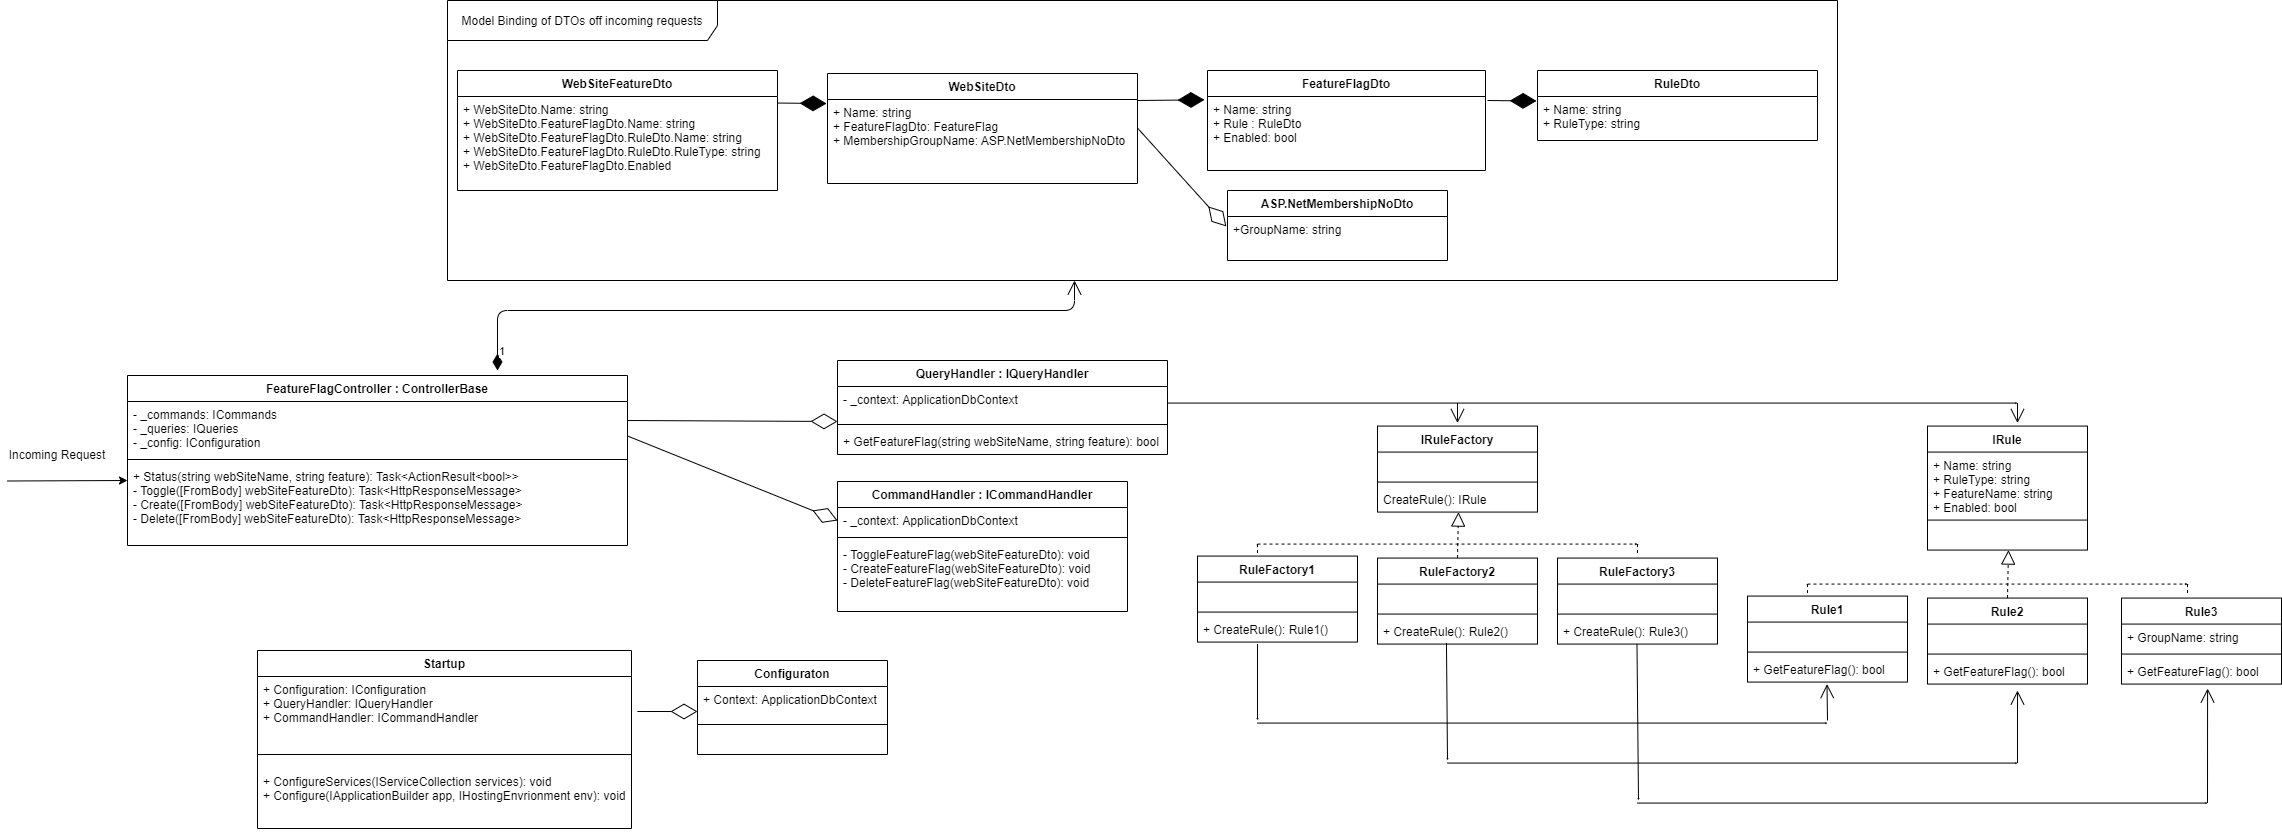 Model Binding of DTOs off incoming requests
WebSiteFeatureDto
+ WebSiteDto.Name: string
+ WebSiteDto.FeatureFlagDto.Name: string
+ WebSiteDto.FeatureFlagDto.RuleDto.Name: string
+ WebSiteDto.FeatureFlagDto.RuleDto.RuleType: string
+ WebSiteDto.FeatureFlagDto.Enabled
WebSiteDto
+ Name: string
+ FeatureFlagDto: FeatureFlag
+ MembershipGroupName: ASP.NetMembershipNoDto
FeatureFlagDto
+ Name: string
+ Rule : RuleDto
+ Enabled: bool
RuleDto
+ Name: string
+ RuleType: string
ASP.NetMembershipNoDto
+GroupName: string
1
Incoming Request
FeatureFlagController : ControllerBase
- _commands: ICommands
- _queries: IQueries
- _config: IConfiguration
+ Status(string webSiteName, string feature): Task<ActionResult<bool>>
- Toggle([FromBody] webSiteFeatureDto): Task<HttpResponseMessage>
- Create([FromBody] webSiteFeatureDto): Task<HttpResponseMessage>
- Delete([FromBody] webSiteFeatureDto): Task<HttpResponseMessage>
QueryHandler : IQueryHandler
- _context: ApplicationDbContext
+ GetFeatureFlag(string webSiteName, string feature): bool
CommandHandler : ICommandHandler
- _context: ApplicationDbContext
- ToggleFeatureFlag(webSiteFeatureDto): void
- CreateFeatureFlag(webSiteFeatureDto): void
- DeleteFeatureFlag(webSiteFeatureDto): void
IRuleFactory
CreateRule(): IRule
IRule
+ Name: string
+ RuleType: string
+ FeatureName: string
+ Enabled: bool
RuleFactory1
+ CreateRule(): Rule1()
RuleFactory2
+ CreateRule(): Rule2()
RuleFactory3
+ CreateRule(): Rule3()
Rule1
+ GetFeatureFlag(): bool
Rule2
+ GetFeatureFlag(): bool
Rule3
+ GroupName: string
+ GetFeatureFlag(): bool
Startup
+ Configuration: IConfiguration
+ QueryHandler: IQueryHandler
+ CommandHandler: ICommandHandler
+ ConfigureServices(IServiceCollection services): void
+ Configure(IApplicationBuilder app, IHostingEnvrionment env): void
Configuraton
+ Context: ApplicationDbContext